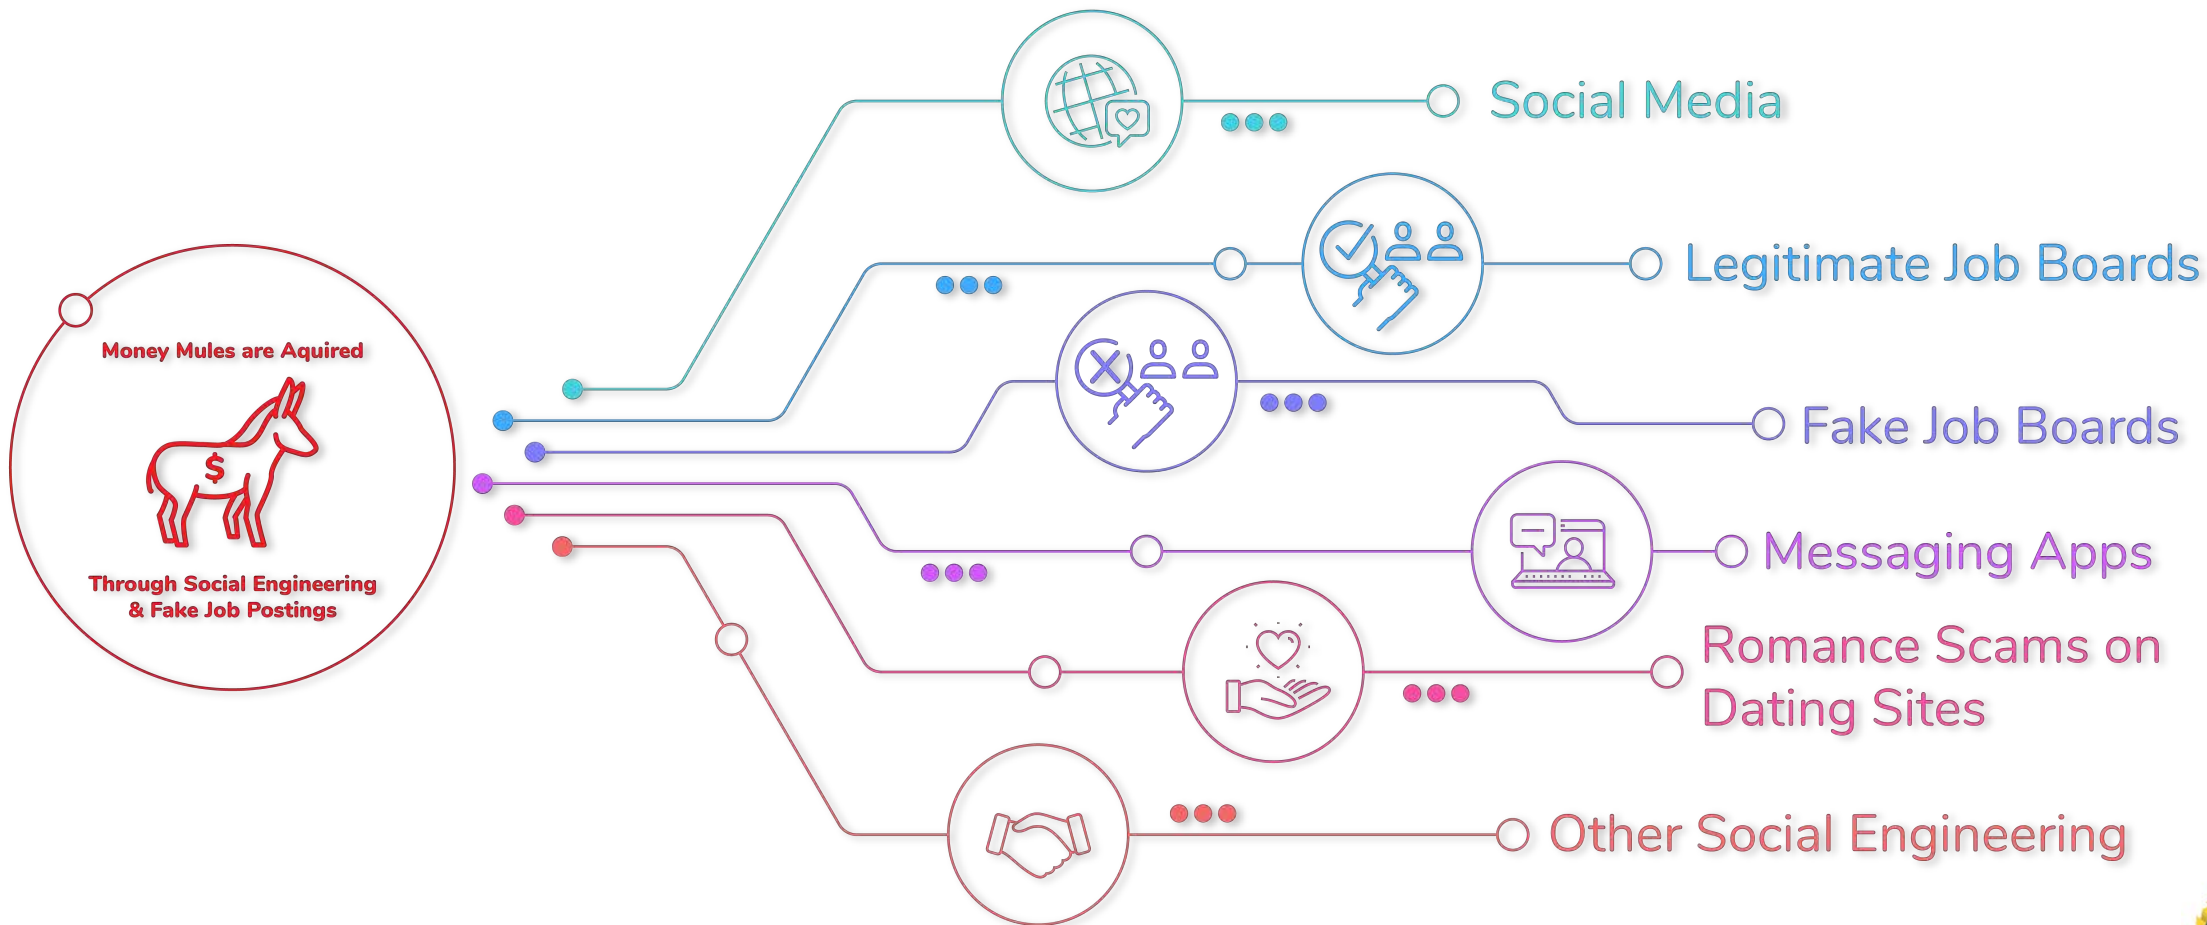 Money Mules are Aquired
$
Through Social Engineering
& Fake Job Postings
Social Media
Legitimate Job Boards
Fake Job Boards
Messaging Apps
Romance Scams on
Dating Sites
Other Social Engineering